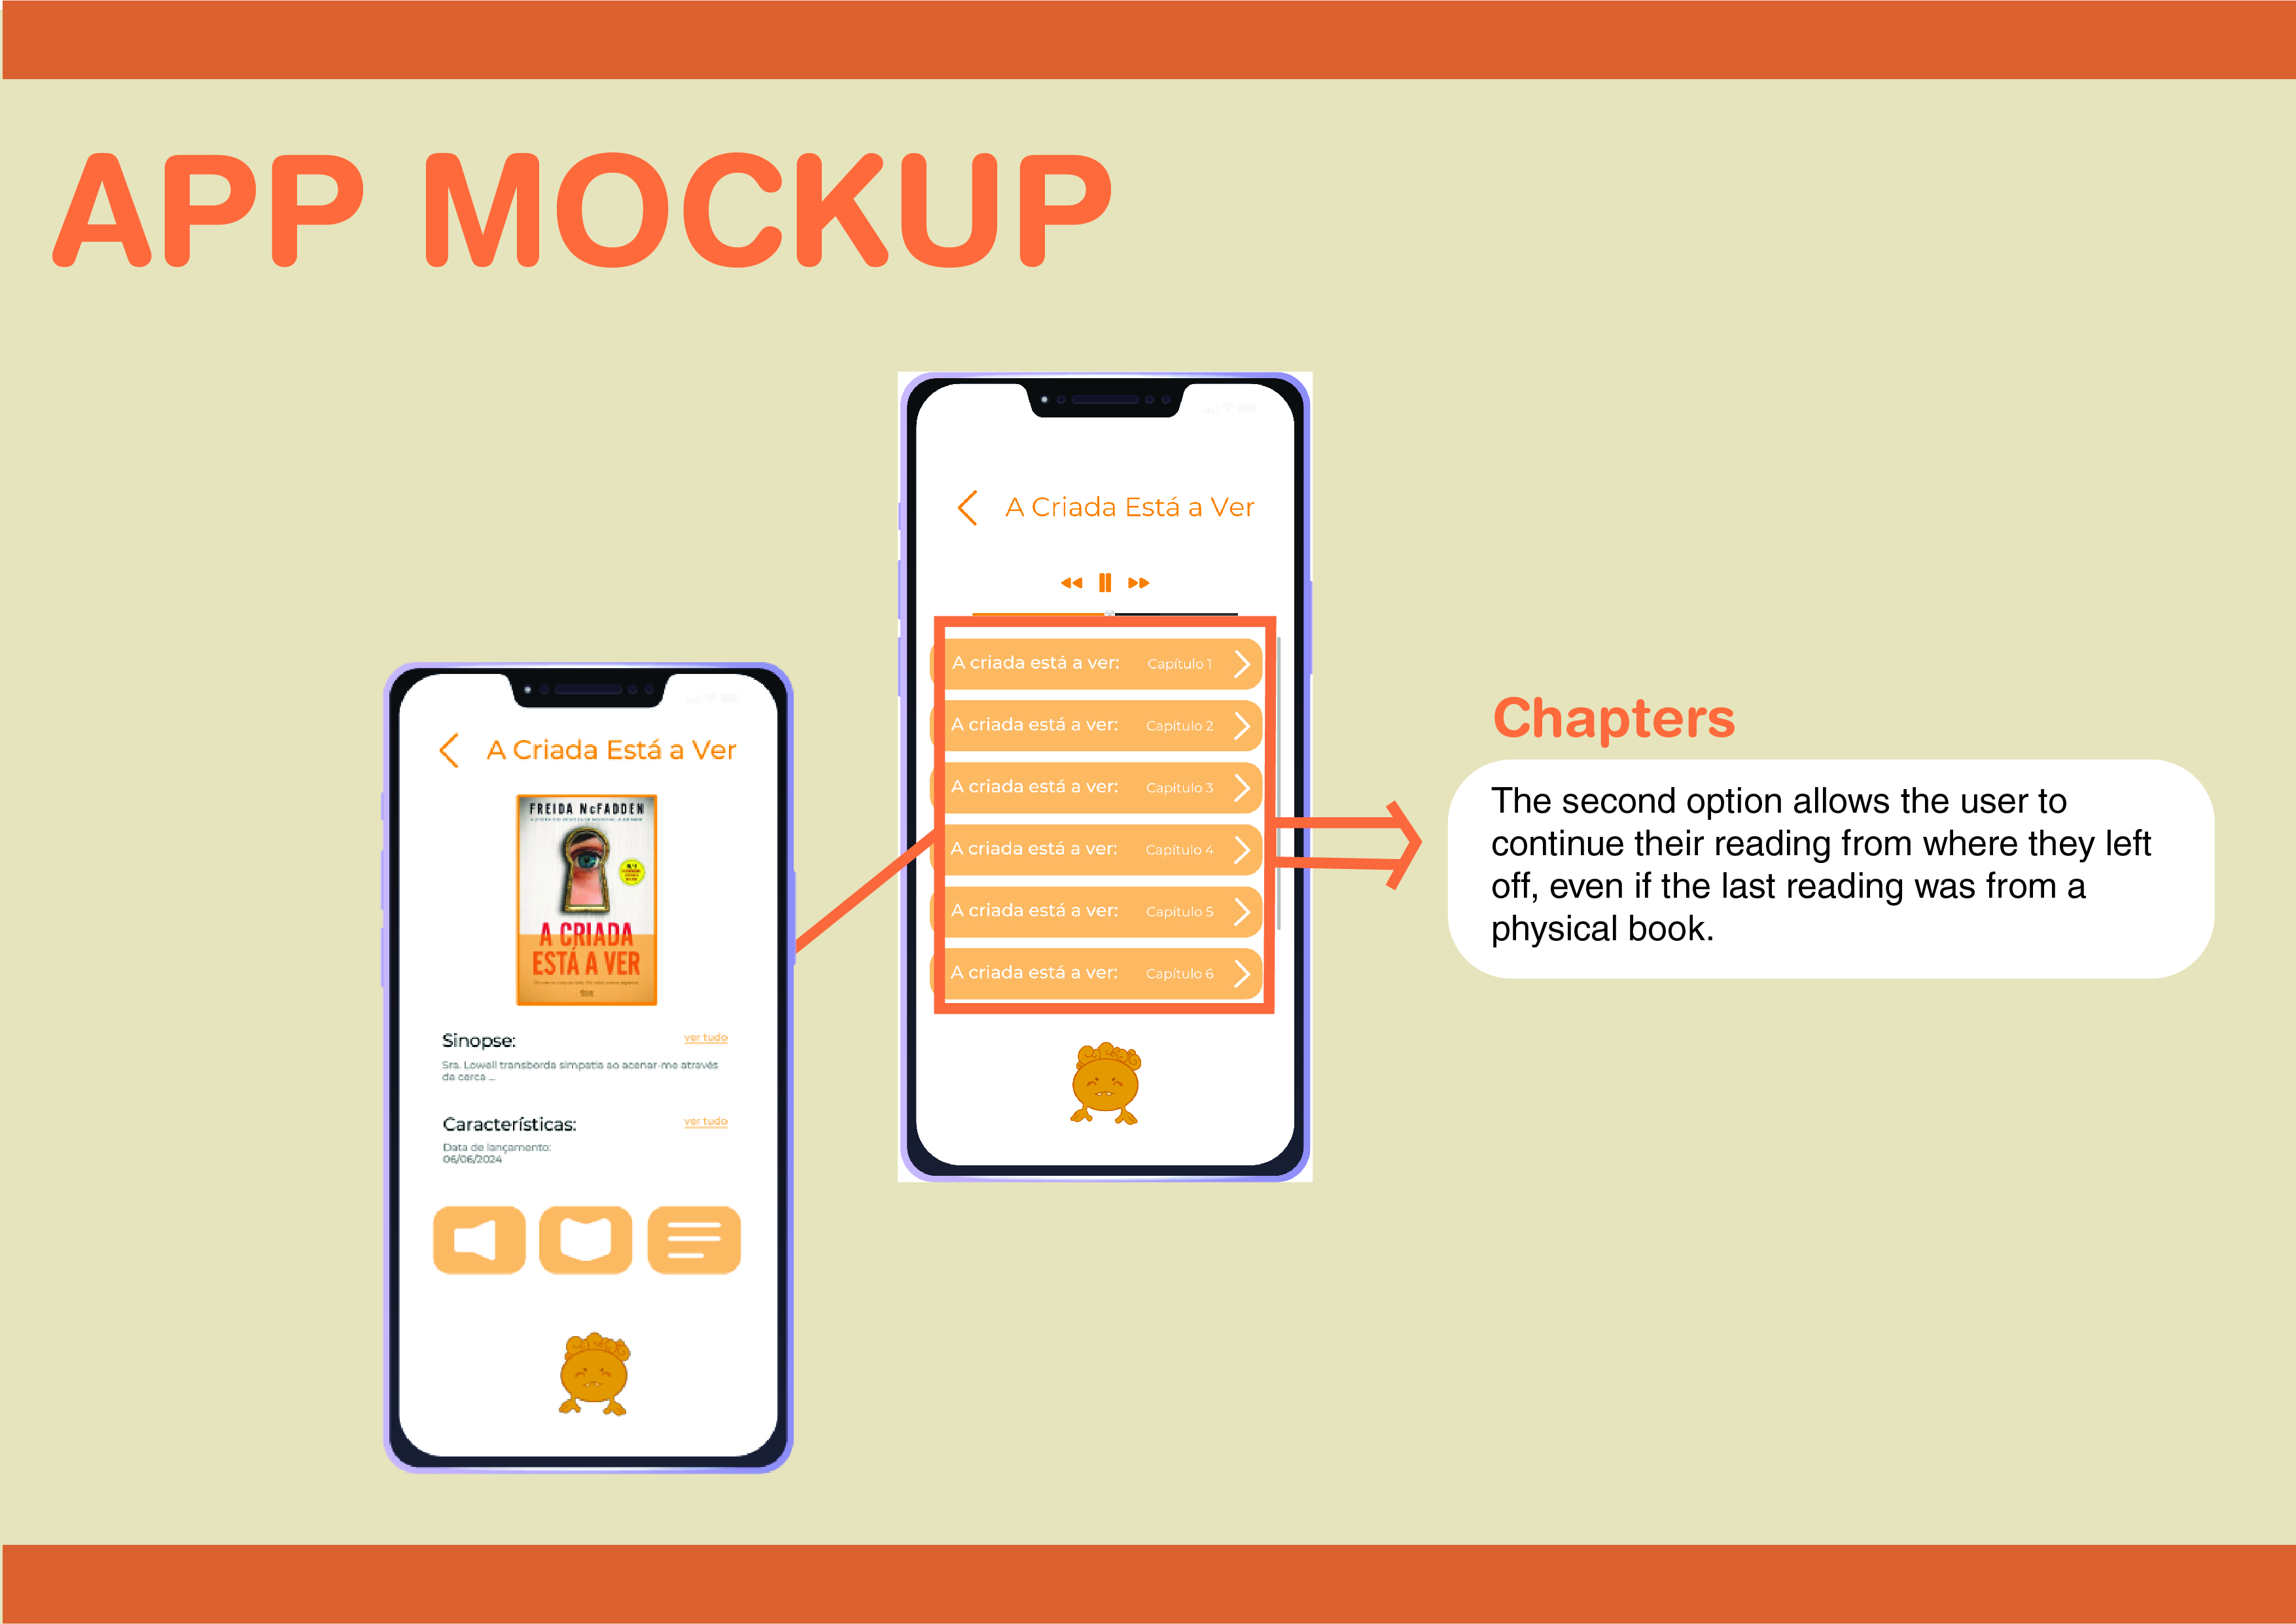 APP MOCKUP
A Criada Está a Ver
A criada está a ver: Capítulo 1
A criada está a ver: Capítulo 2
A criada está a ver: Capítulo 3
A criada está a ver: Capítulo 4
A criada está a ver: Capítulo 5
A criada está a ver: Capítulo 6
A Criada Está a Ver
FREIDA McFADDEN
A CRIADA
ESTÁ A VER
Sinopse: ver tudo
Sra. Lowell transborda simpatia ao acenar-me através
da cerca ...
Características: ver tudo
Data de lançamento:
06/06/2024
Chapters
The second option allows the user to
continue their reading from where they left
off, even if the last reading was from a
physical book.